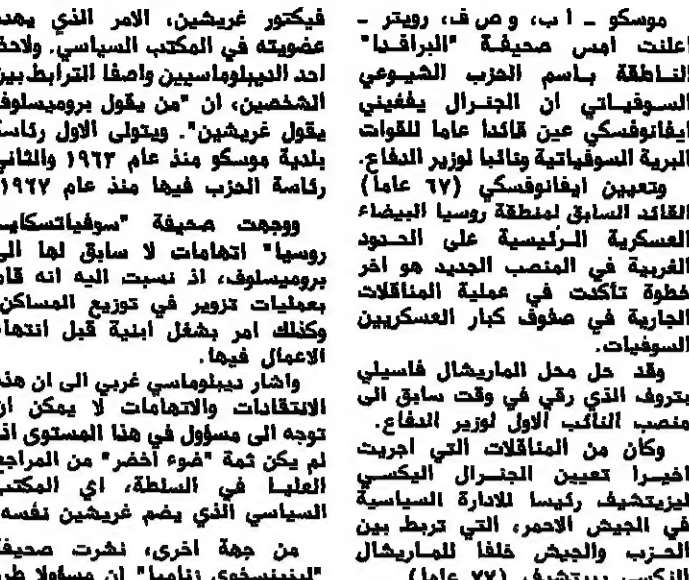 موسكو ـ أ ب، و ص ف، رويتر ـ
اعلنت امس صحيفة "البرافدا"
الناطقة باسم الحزب الشيوعي
السوفياتي ان الجنرال يفغيني
ايفانوفسكي عين قائدا عاما للقوات
البرية السوفياتية ونائبا لوزير الدفاع.
وتعيين ايفانوفسكي (٦٧ عاما)
القائد السابق لمنطقة روسيا البيضاء
العسكرية الرئيسية على الحدود
الغربية في المنصب الجديد هو اخر
خطوة تأكدت في عملية المناقلات
الجارية في صفوف كبار العسكريين
السوفيات.
وقد حل محل الماريشال فاسيلي
بتروف الذي رقي في وقت سابق الى
منصب النائب الاول لوزير الدفاع.
وكان من المناقلات التي اجريت
اخيرا تعيين الجنرال اليكسي
ليزيتشيف رئيسا للادارة السياسية
في الجيش الاحمر، التي تربط بين
الحزب والجيش خلفا للماريشال
اليكسي يبيتشيف (٧٧ عاما)
فيكتور غريشين، الامر الذي يهدد
عضويته في المكتب السياسي. ولاحظ
احد الديبلوماسيين واصفا الترابط بين
الشخصين، ان "من يقول بروميسلوف
يقول غريشين". ويتولى الاول رئاسة
بلدية موسكو منذ عام ١٩٦٣ والثاني
رئاسة الحزب فيها منذ عام ١٩٦٧.
ووجهت صحيفة "سوفياتسكايا
روسيا" اتهامات لا سابق لها الى
بروميسلوف، اذ نسبت اليه انه قام
بعمليات تزوير في توزيع المساكن،
وكذلك امر بشغل ابنية قبل انتهاء
الاعمال فيها.
واشار ديبلوماسي غربي الى ان هذه
الانتقادات والاتهامات لا يمكن ان
توجه الى مسؤول في هذا المستوى اذا
لم يكن ثمة "ضوء أخضر" من المراجع
العليا في السلطة، اي المكتب
السياسي الذي يضم غريشين نفسه.
من جهة اخرى، نشرت صحيفة
"لينينسخوي زناميا" ان مسؤولا طرد